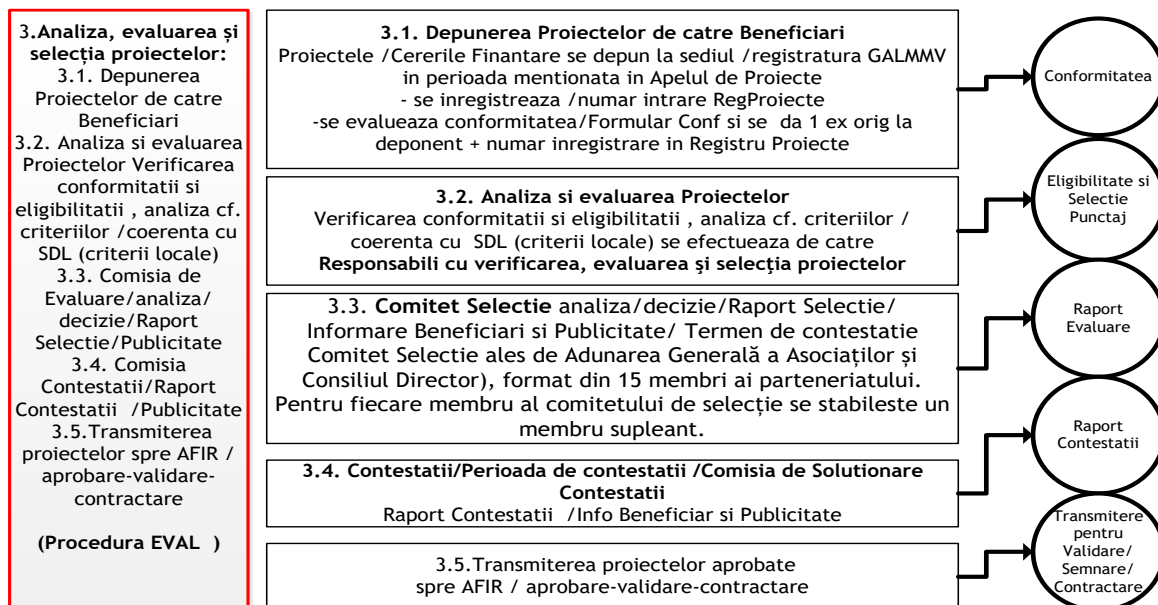 3.Analiza, evaluarea și
selecția proiectelor:
3.1. Depunerea
Proiectelor de catre
Beneficiari
3.2. Analiza si evaluarea
Proiectelor Verificarea
conformitatii si
eligibilitatii , analiza cf.
criteriilor /coerenta cu
SDL (criterii locale)
3.3. Comisia de
Evaluare/analiza/
decizie/Raport
Selectie/Publicitate
3.4. Comisia
Contestatii/Raport
Contestatii /Publicitate
3.5.Transmiterea
proiectelor spre AFIR /
aprobare-validare-
contractare
(Procedura EVAL )
3.1. Depunerea Proiectelor de catre Beneficiari
Proiectele /Cererile Finantare se depun la sediul /registratura GALMMV
in perioada mentionata in Apelul de Proiecte
- se inregistreaza /numar intrare RegProiecte
-se evalueaza conformitatea/Formular Conf si se da 1 ex orig la
deponent + numar inregistrare in Registru Proiecte
Conformitatea
3.2. Analiza si evaluarea Proiectelor
Verificarea conformitatii si eligibilitatii , analiza cf. criteriilor /
coerenta cu SDL (criterii locale) se efectueaza de catre
Responsabili cu verificarea, evaluarea şi selecţia proiectelor
Eligibilitate si
Selectie
Punctaj
3.3. Comitet Selectie analiza/decizie/Raport Selectie/
Informare Beneficiari si Publicitate/ Termen de contestatie
Comitet Selectie ales de Adunarea Generală a Asociaților și
Consiliul Director), format din 15 membri ai parteneriatului.
Pentru fiecare membru al comitetului de selecție se stabileste un
membru supleant.
Raport
Evaluare
3.4. Contestatii/Perioada de contestatii /Comisia de Solutionare
Contestatii
Raport Contestatii /Info Beneficiar si Publicitate
Raport
Contestatii
3.5.Transmiterea proiectelor aprobate
spre AFIR / aprobare-validare-contractare
Transmitere
pentru
Validare/
Semnare/
Contractare